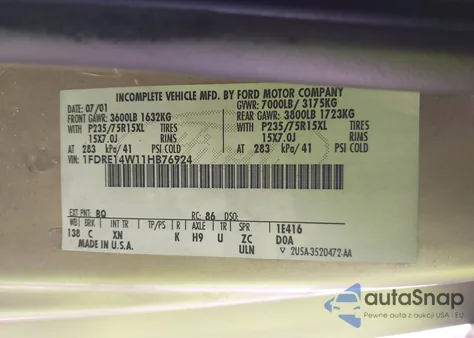 INCOMPLETE VEHICLE MFD. BY FORD MOTOR COMPANY
DATE: 07/01 GVWR: 7000LB/ 3175KG
FRONT GAWR: 3600LB 1632KG REAR GAWR: 3800LB 1723KG
WITH P235/75R15XL TIRES WITH P235/75R15XL TIRES
15X7.0J RIMS 15X7.0J RIMS
AT 283 kPa/ 41 PSI COLD AT 283 kPa/ 41 PSI COLD
VIN: 1FDRE14W11HB76924
EXT PNT: BQ RC: 86 DSO:
WB BRK INT TR TP/PS R AXLE TR SPR 1E416
138 C XN K H9 U ZC DOA
MADE IN U.S.A. ULN ▽ 2U5A-3520472-AA
autoSnap
Pewne auta z aukcji USA i EU